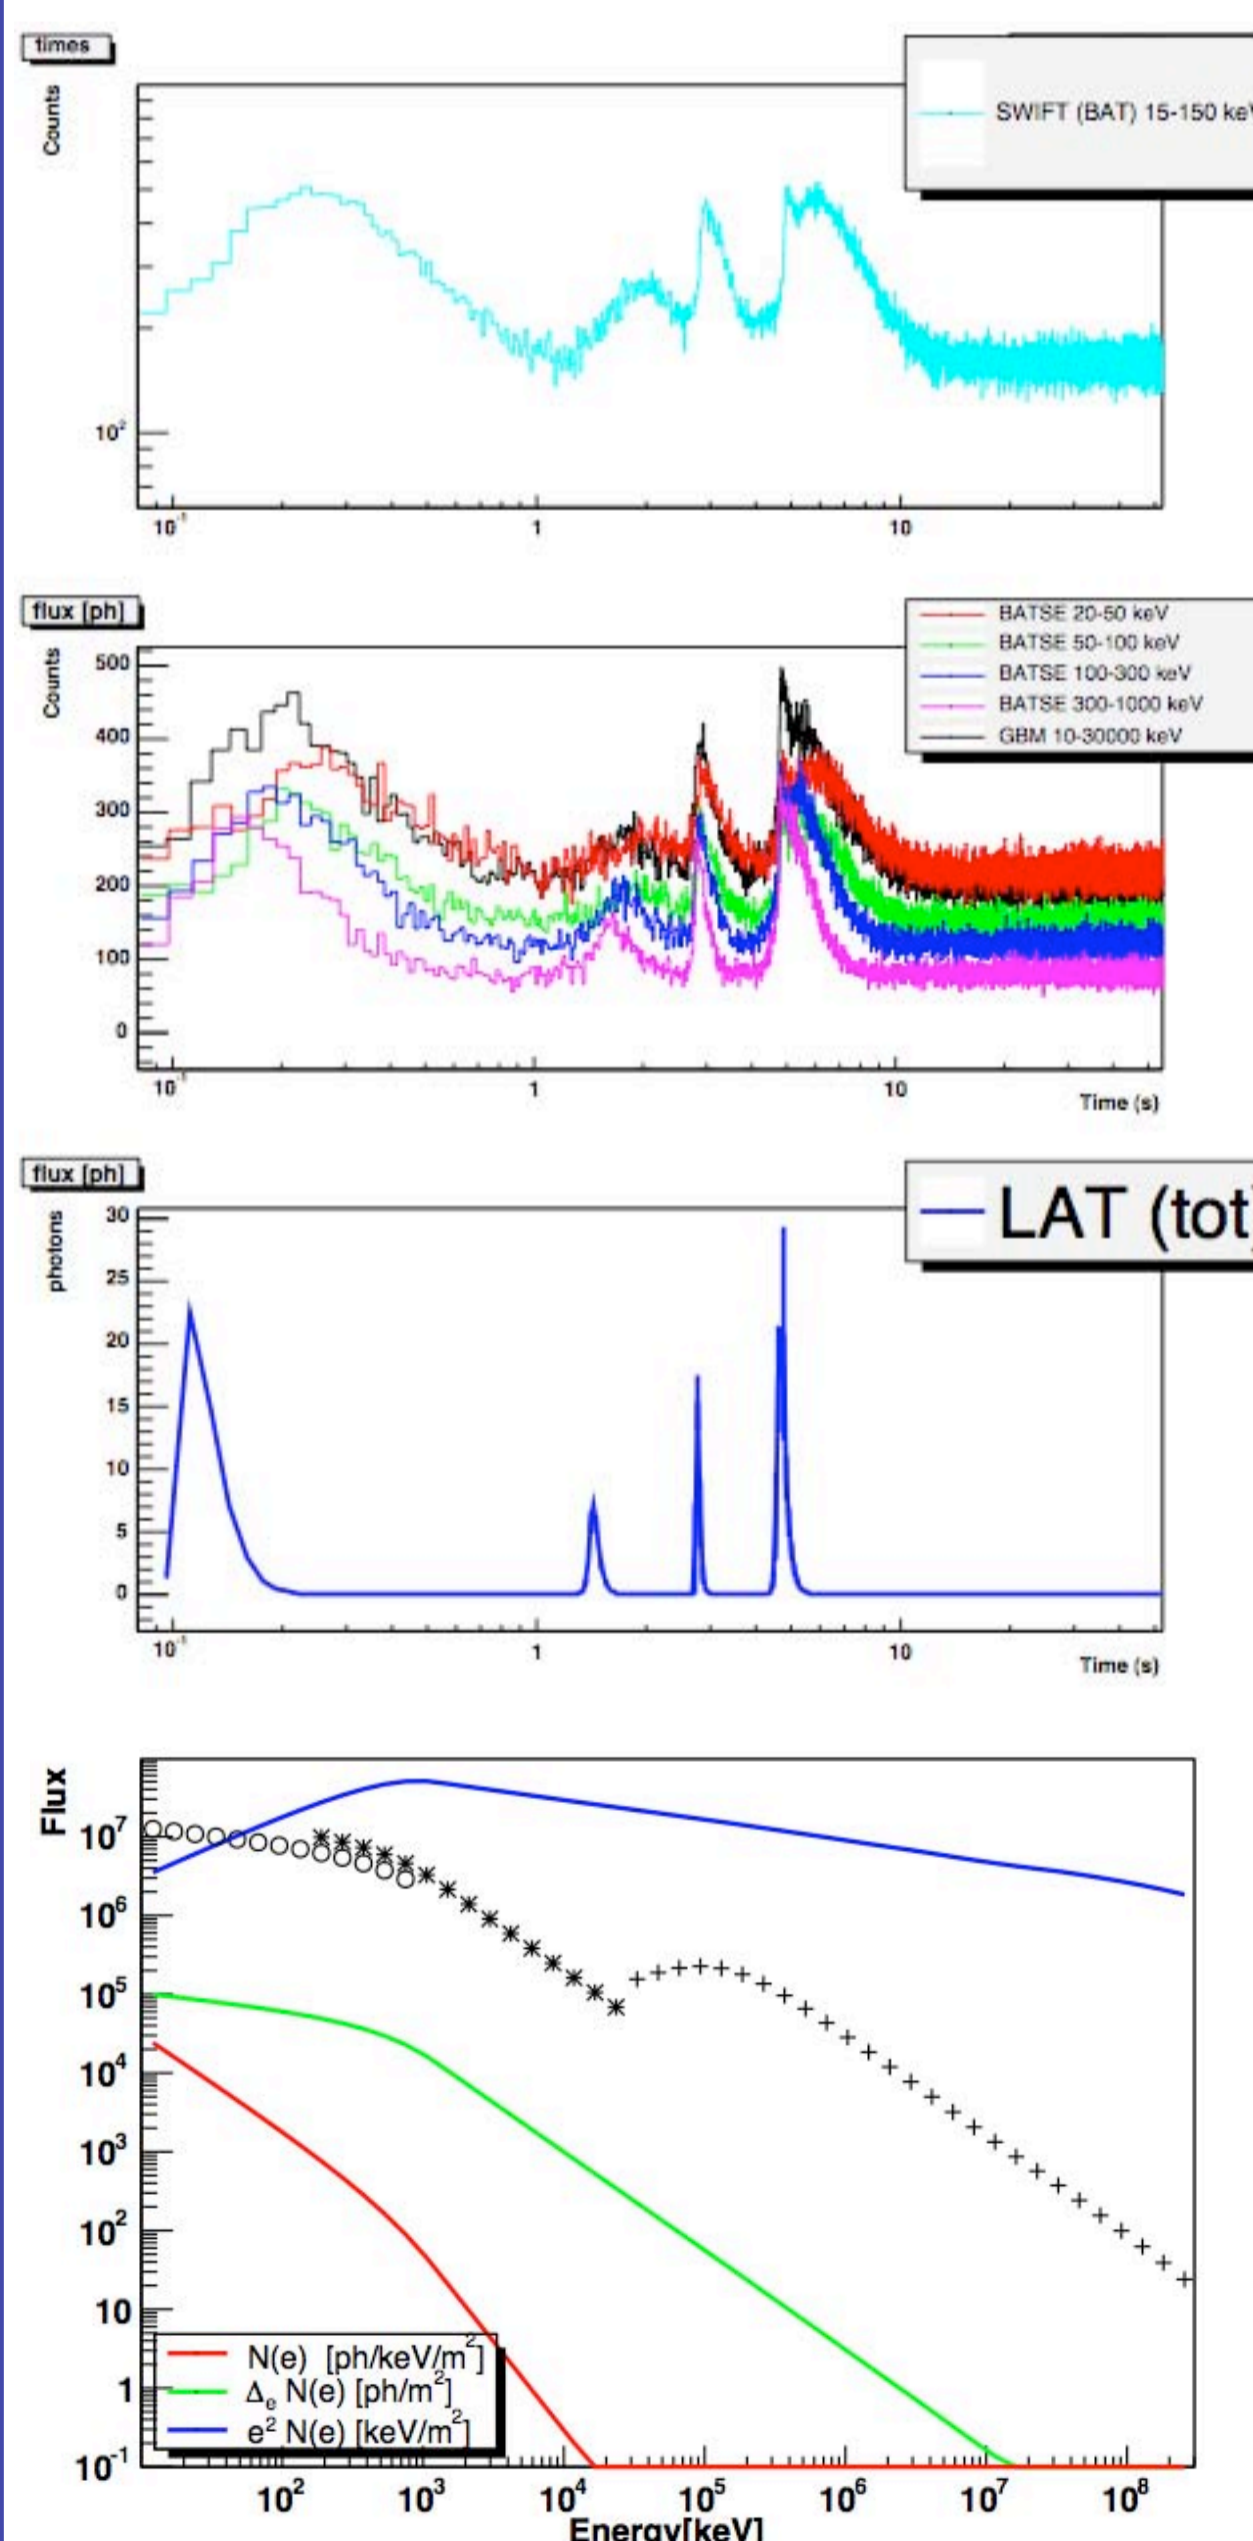 times
Counts
SWIFT (BAT) 15-150 keV
10²
10⁻¹ 1 10
flux [ph]
Counts
BATSE 20-50 keV
BATSE 50-100 keV
BATSE 100-300 keV
BATSE 300-1000 keV
GBM 10-30000 keV
500
400
300
200
100
0
10⁻¹ 1 10
Time (s)
flux [ph]
photons
LAT (tot)
30
25
20
15
10
5
0
10⁻¹ 1 10
Time (s)
Flux
10⁷
10⁶
10⁵
10⁴
10³
10²
10
1
10⁻¹
N(e) [ph/keV/m²]
Δₑ N(e) [ph/m²]
e² N(e) [keV/m²]
10² 10³ 10⁴ 10⁵ 10⁶ 10⁷ 10⁸
Energy[keV]